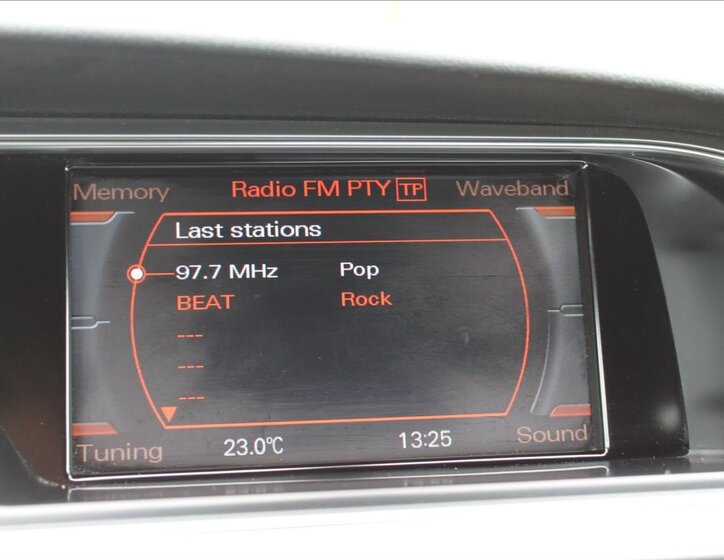 Memory Radio FM PTY TP Waveband
Last stations
97.7 MHz Pop
BEAT Rock
---
---
---
Tuning 23.0°C 13:25 Sound